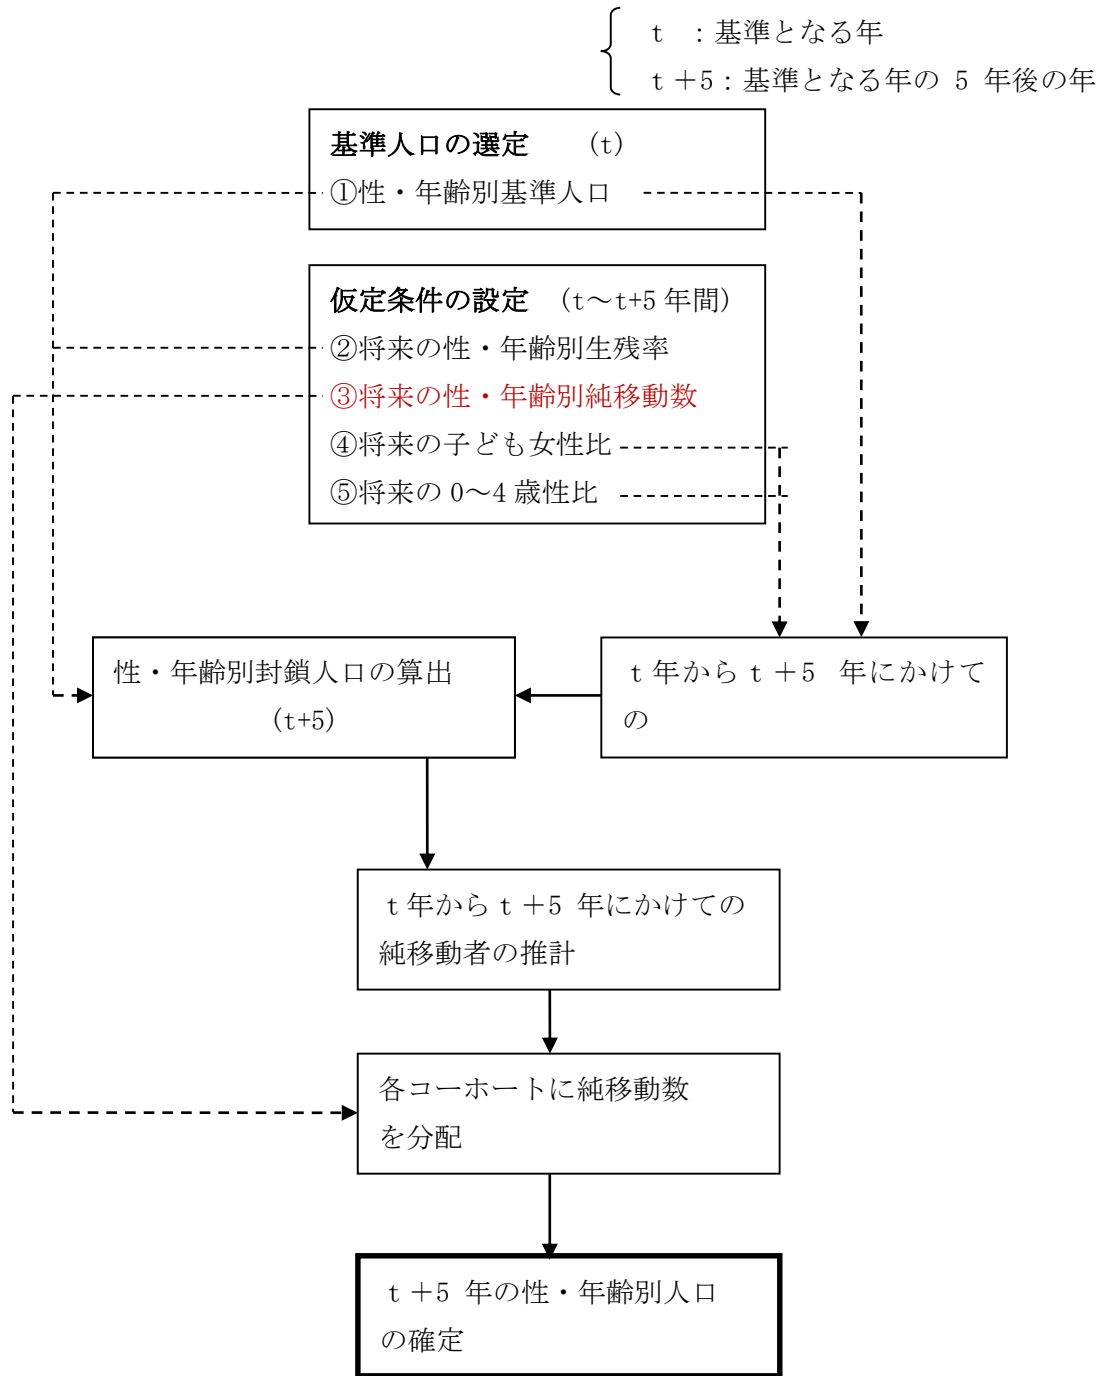 t ：基準となる年
t＋5：基準となる年の 5 年後の年
基準人口の選定 (t)
①性・年齢別基準人口
仮定条件の設定 (t～t+5 年間)
②将来の性・年齢別生残率
③将来の性・年齢別純移動数
④将来の子ども女性比
⑤将来の 0～4 歳性比
性・年齢別封鎖人口の算出
(t+5)
t 年から t＋5 年にかけて
の
t 年から t＋5 年にかけての
純移動者の推計
各コーホートに純移動数
を分配
t＋5 年の性・年齢別人口
の確定